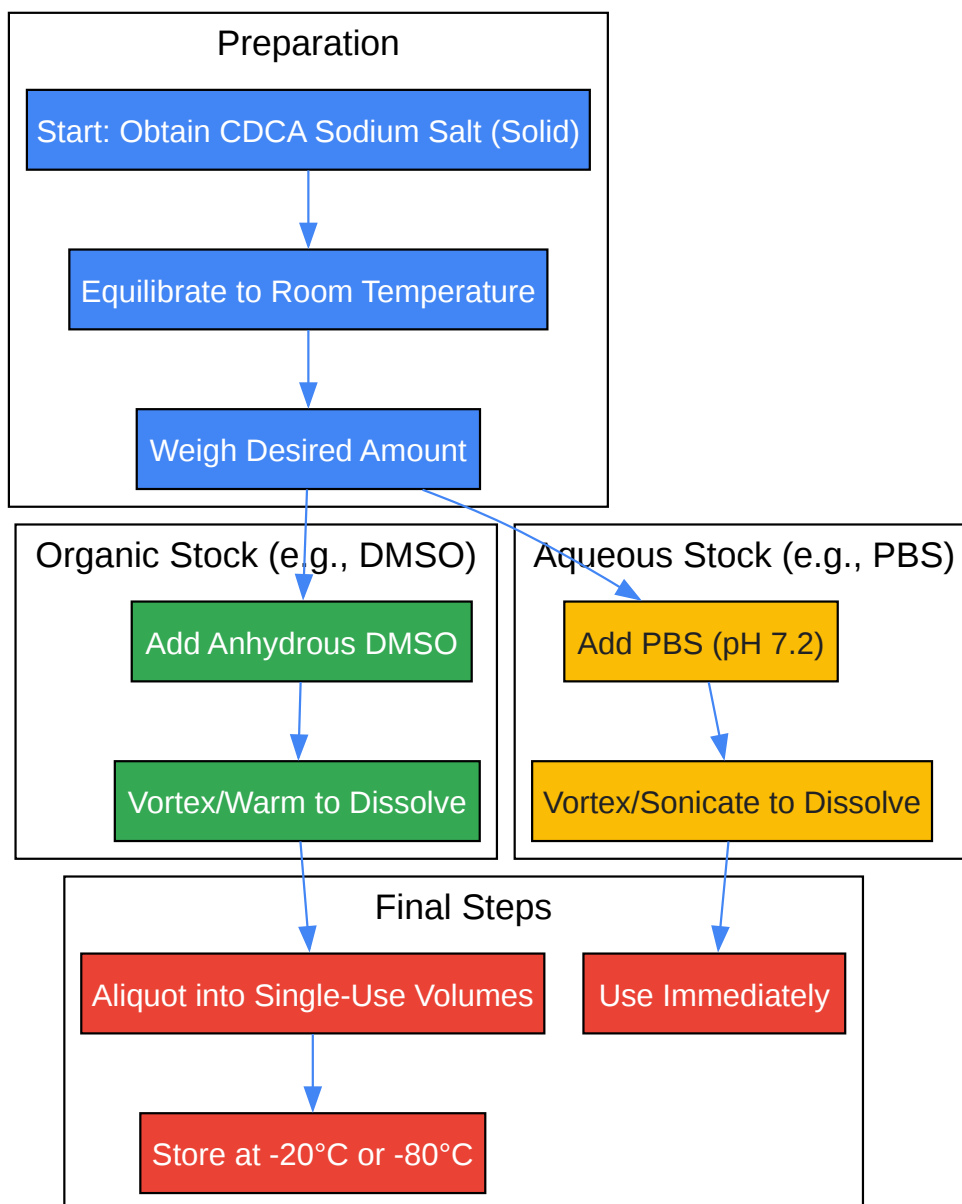 Preparation
Start: Obtain CDCA Sodium Salt (Solid)
Equilibrate to Room Temperature
Weigh Desired Amount
Organic Stock (e.g., DMSO)
Add Anhydrous DMSO
Vortex/Warm to Dissolve
Aqueous Stock (e.g., PBS)
Add PBS (pH 7.2)
Vortex/Sonicate to Dissolve
Final Steps
Aliquot into Single-Use Volumes
Use Immediately
Store at -20°C or -80°C